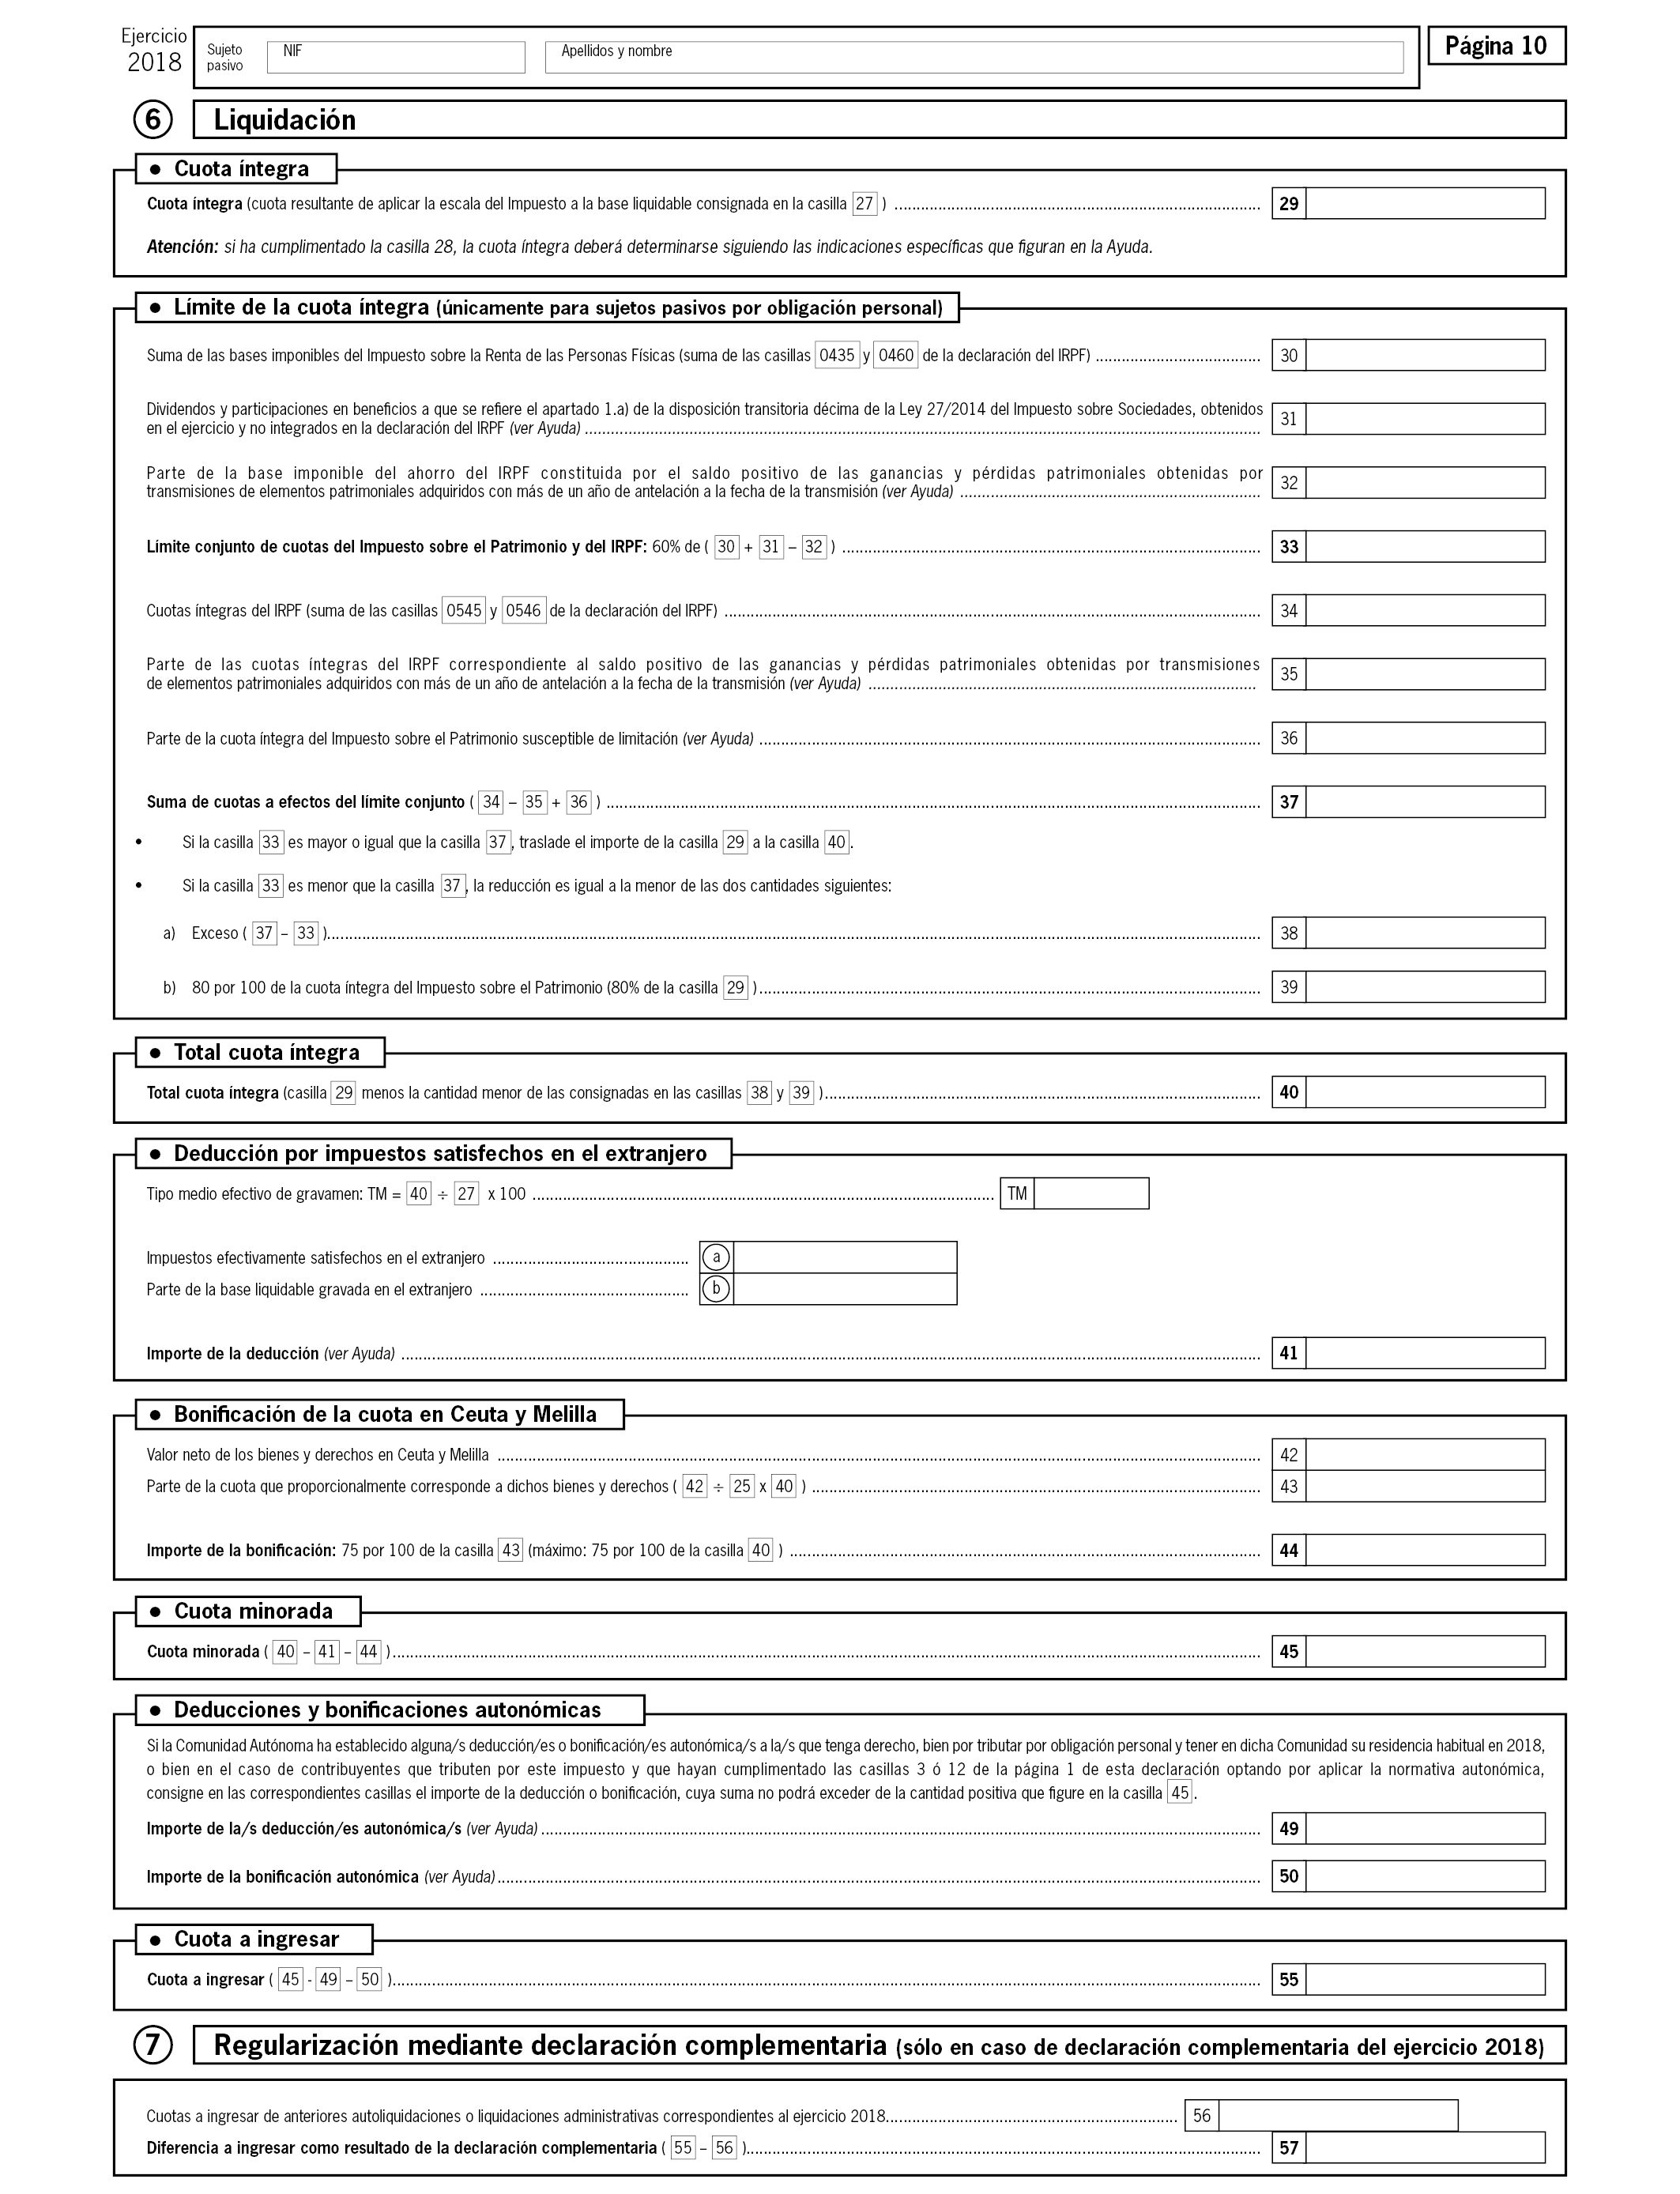 Ejercicio
2018
Sujeto
pasivo
NIF
Apellidos y nombre
Página 10
6 Liquidación
• Cuota íntegra
Cuota íntegra (cuota resultante de aplicar la escala del Impuesto a la base liquidable consignada en la casilla 27 ) .......... 29
Atención: si ha cumplimentado la casilla 28, la cuota íntegra deberá determinarse siguiendo las indicaciones específicas que figuran en la Ayuda.
• Límite de la cuota íntegra (únicamente para sujetos pasivos por obligación personal)
Suma de las bases imponibles del Impuesto sobre la Renta de las Personas Físicas (suma de las casillas 0435 y 0460 de la declaración del IRPF) .......... 30
Dividendos y participaciones en beneficios a que se refiere el apartado 1.a) de la disposición transitoria décima de la Ley 27/2014 del Impuesto sobre Sociedades, obtenidos
en el ejercicio y no integrados en la declaración del IRPF (ver Ayuda) .......... 31
Parte de la base imponible del ahorro del IRPF constituida por el saldo positivo de las ganancias y pérdidas patrimoniales obtenidas por
transmisiones de elementos patrimoniales adquiridos con más de un año de antelación a la fecha de la transmisión (ver Ayuda) .......... 32
Límite conjunto de cuotas del Impuesto sobre el Patrimonio y del IRPF: 60% de ( 30 + 31 – 32 ) .......... 33
Cuotas íntegras del IRPF (suma de las casillas 0545 y 0546 de la declaración del IRPF) .......... 34
Parte de las cuotas íntegras del IRPF correspondiente al saldo positivo de las ganancias y pérdidas patrimoniales obtenidas por transmisiones
de elementos patrimoniales adquiridos con más de un año de antelación a la fecha de la transmisión (ver Ayuda) .......... 35
Parte de la cuota íntegra del Impuesto sobre el Patrimonio susceptible de limitación (ver Ayuda) .......... 36
Suma de cuotas a efectos del límite conjunto ( 34 – 35 + 36 ) .......... 37
• Si la casilla 33 es mayor o igual que la casilla 37, traslade el importe de la casilla 29 a la casilla 40.
• Si la casilla 33 es menor que la casilla 37, la reducción es igual a la menor de las dos cantidades siguientes:
a) Exceso ( 37 – 33 ).......... 38
b) 80 por 100 de la cuota íntegra del Impuesto sobre el Patrimonio (80% de la casilla 29 ).......... 39
• Total cuota íntegra
Total cuota íntegra (casilla 29 menos la cantidad menor de las consignadas en las casillas 38 y 39 ).......... 40
• Deducción por impuestos satisfechos en el extranjero
Tipo medio efectivo de gravamen: TM = 40 ÷ 27 x 100 .......... TM
Impuestos efectivamente satisfechos en el extranjero .......... a
Parte de la base liquidable gravada en el extranjero .......... b
Importe de la deducción (ver Ayuda) .......... 41
• Bonificación de la cuota en Ceuta y Melilla
Valor neto de los bienes y derechos en Ceuta y Melilla .......... 42
Parte de la cuota que proporcionalmente corresponde a dichos bienes y derechos ( 42 ÷ 25 x 40 ) .......... 43
Importe de la bonificación: 75 por 100 de la casilla 43 (máximo: 75 por 100 de la casilla 40 ) .......... 44
• Cuota minorada
Cuota minorada ( 40 – 41 – 44 ).......... 45
• Deducciones y bonificaciones autonómicas
Si la Comunidad Autónoma ha establecido alguna/s deducción/es o bonificación/es autonómica/s a la/s que tenga derecho, bien por tributar por obligación personal y tener en dicha Comunidad su residencia habitual en 2018,
o bien en el caso de contribuyentes que tributen por este impuesto y que hayan cumplimentado las casillas 3 ó 12 de la página 1 de esta declaración optando por aplicar la normativa autonómica,
consigne en las correspondientes casillas el importe de la deducción o bonificación, cuya suma no podrá exceder de la cantidad positiva que figure en la casilla 45.
Importe de la/s deducción/es autonómica/s (ver Ayuda) .......... 49
Importe de la bonificación autonómica (ver Ayuda).......... 50
• Cuota a ingresar
Cuota a ingresar ( 45 - 49 – 50 ).......... 55
7 Regularización mediante declaración complementaria (sólo en caso de declaración complementaria del ejercicio 2018)
Cuotas a ingresar de anteriores autoliquidaciones o liquidaciones administrativas correspondientes al ejercicio 2018.......... 56
Diferencia a ingresar como resultado de la declaración complementaria ( 55 – 56 ).......... 57